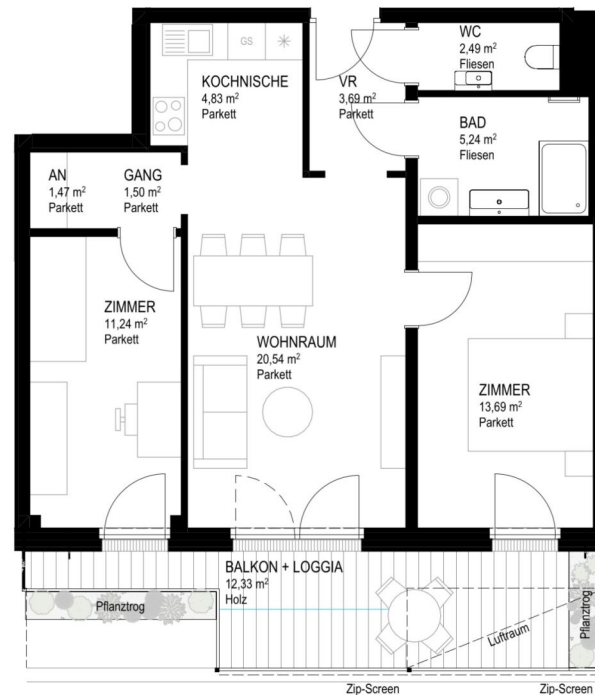 WC
2,49 m²
Fliesen
GS
KOCHNISCHE
4,83 m²
Parkett
VR
3,69 m²
Parkett
BAD
5,24 m²
Fliesen
AN
1,47 m²
Parkett
GANG
1,50 m²
Parkett
ZIMMER
11,24 m²
Parkett
WOHNRAUM
20,54 m²
Parkett
ZIMMER
13,69 m²
Parkett
BALKON + LOGGIA
12,33 m²
Holz
Pflanztrog
Luftraum
Pflanztrog
Zip-Screen
Zip-Screen